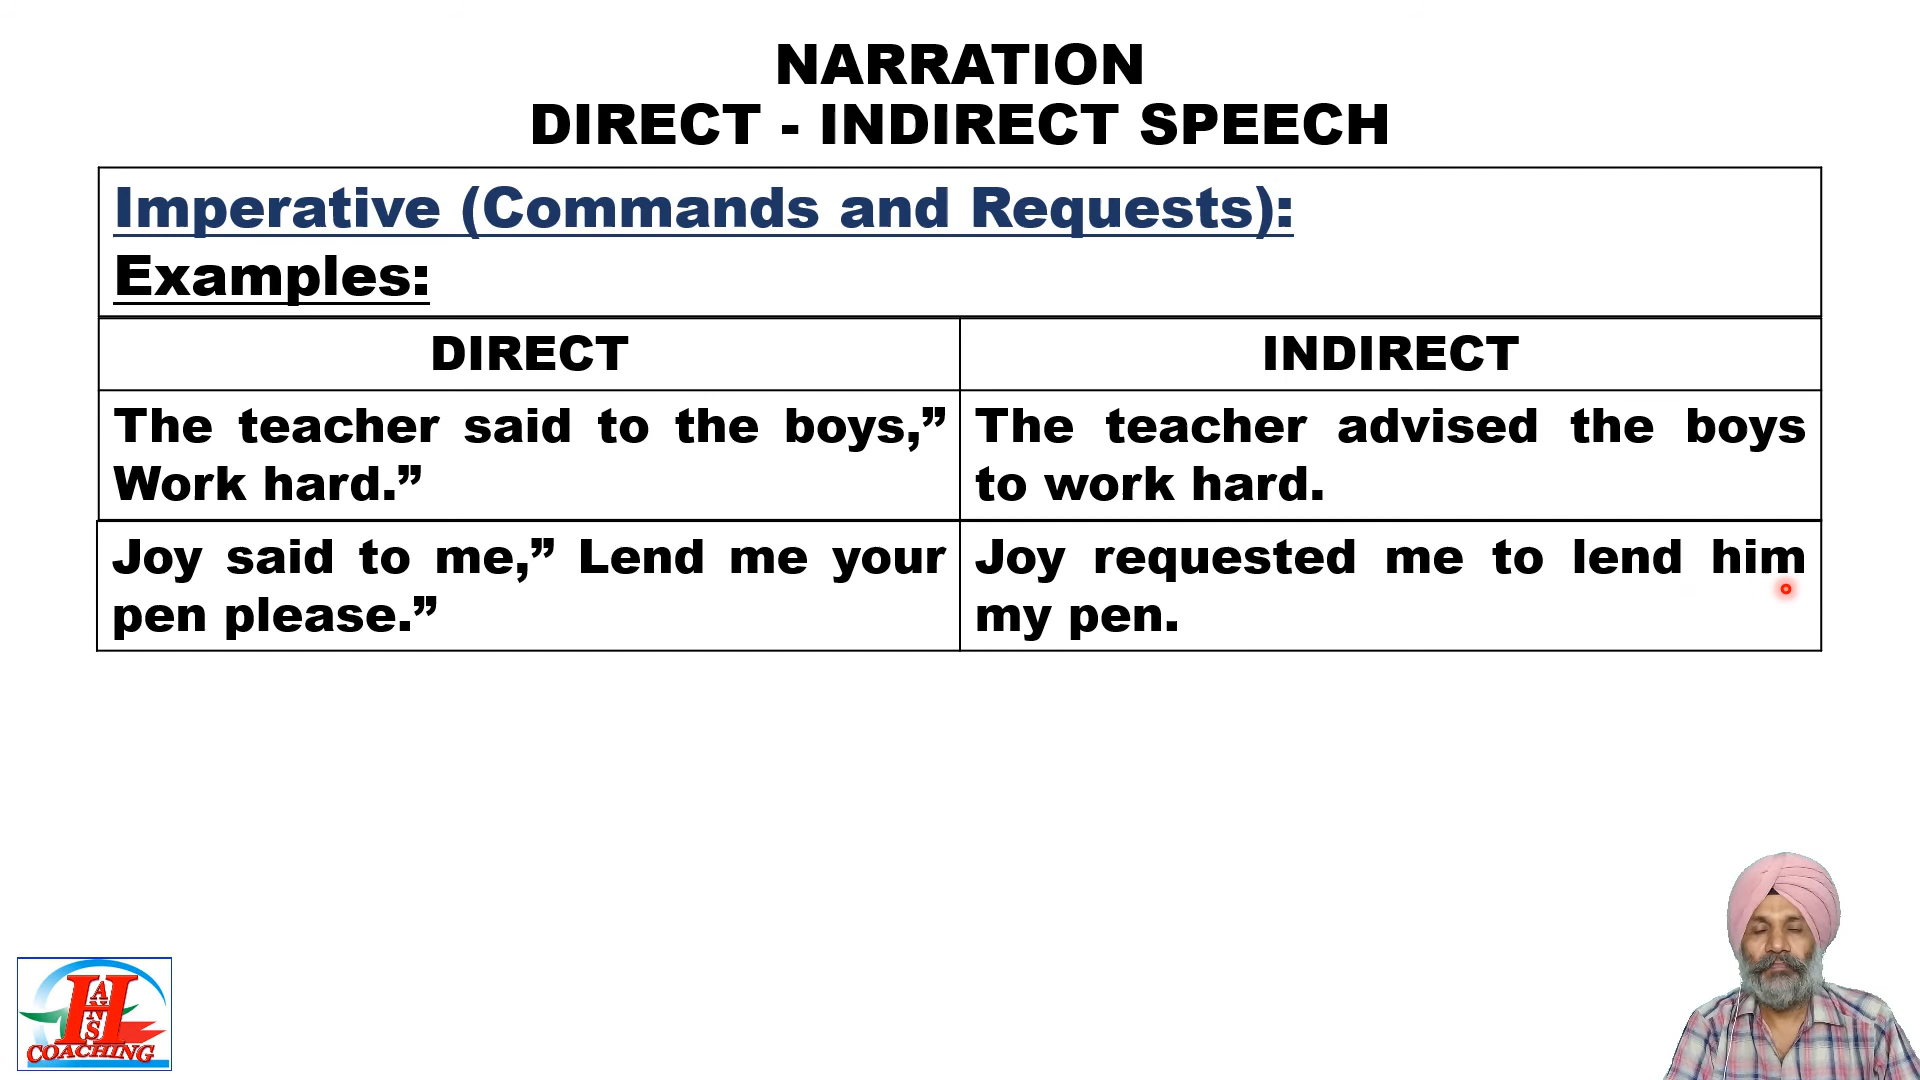 NARRATION
DIRECT - INDIRECT SPEECH
Imperative (Commands and Requests):
Examples:
DIRECT
INDIRECT
The teacher said to the boys,”
Work hard.”
The teacher advised the boys
to work hard.
Joy said to me,” Lend me your
pen please.”
Joy requested me to lend him
my pen.
HANS
COACHING